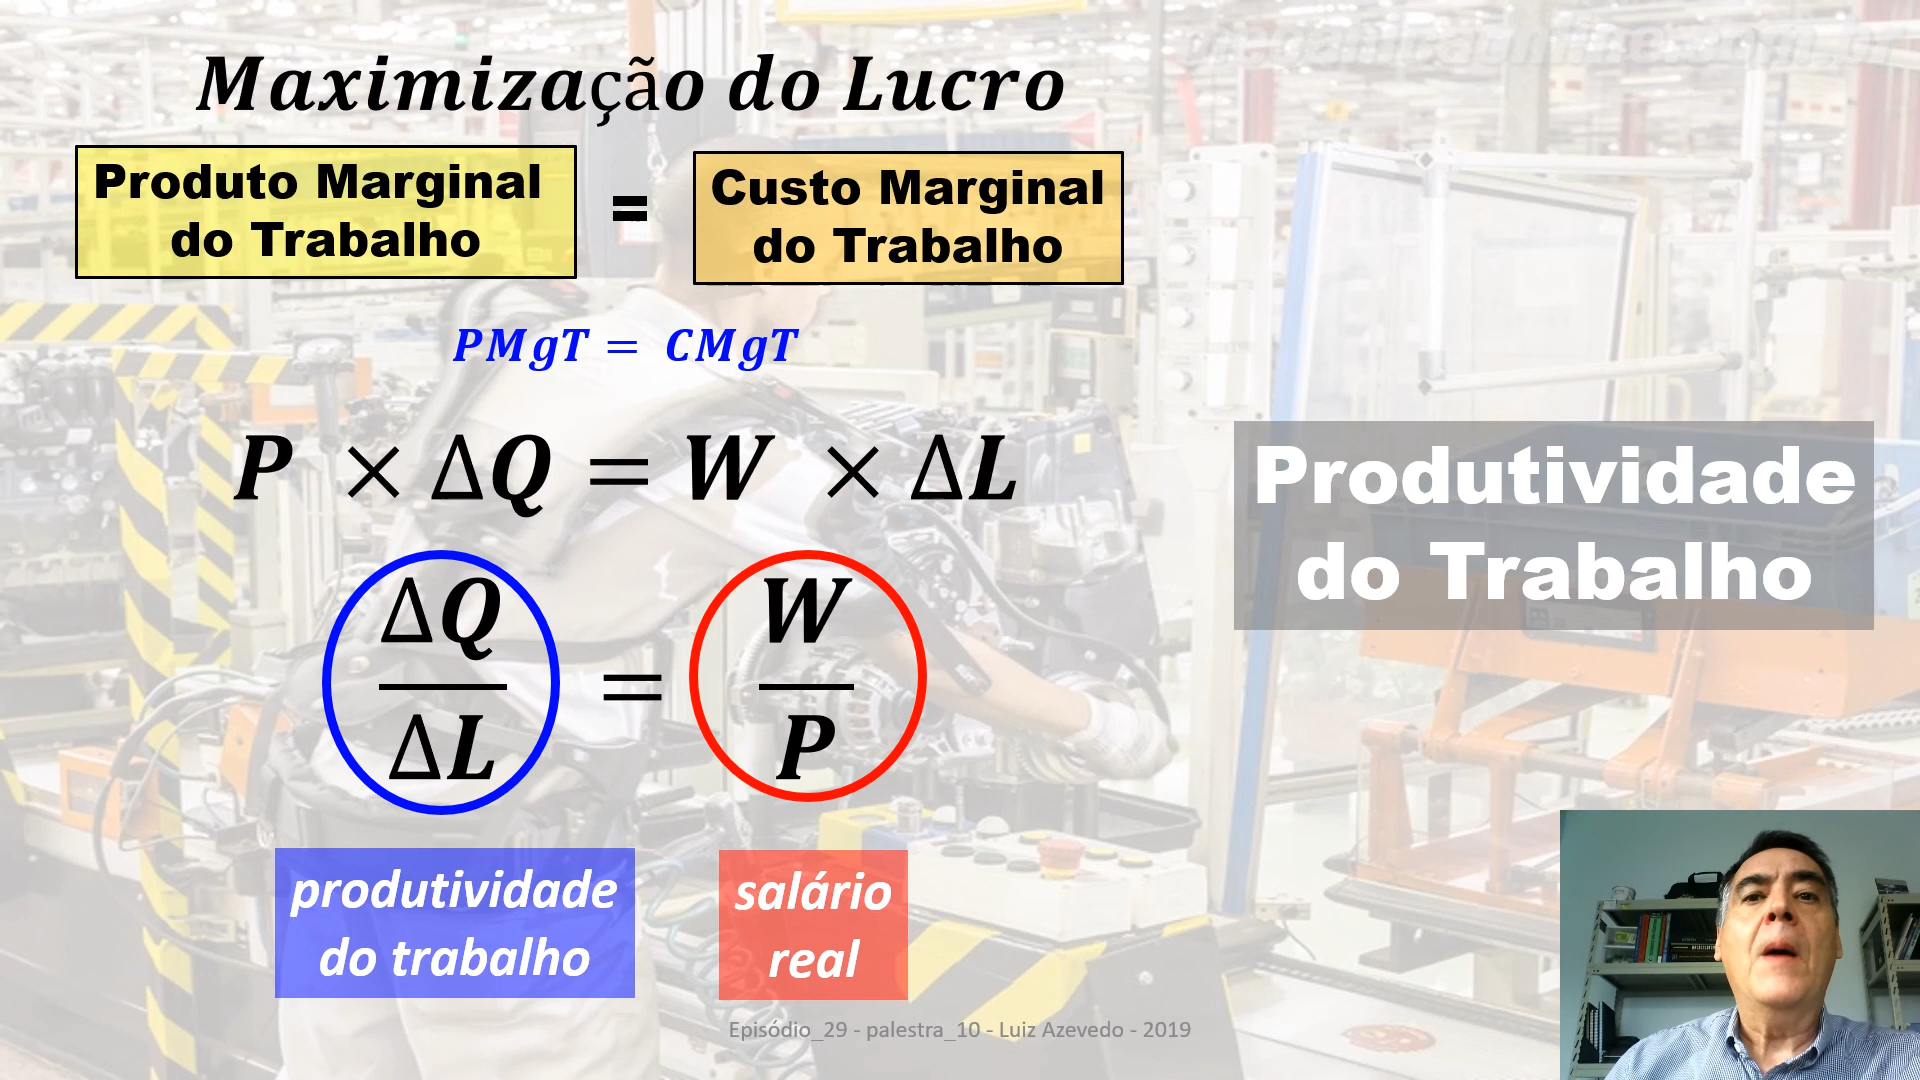 Maximização do Lucro
Produto Marginal
do Trabalho
=
Custo Marginal
do Trabalho
PMgT = CMgT
P × ΔQ = W × ΔL
ΔQ
ΔL
=
W
P
produtividade
do trabalho
salário
real
Produtividade
do Trabalho
Episódio_29 - palestra_10 - Luiz Azevedo - 2019